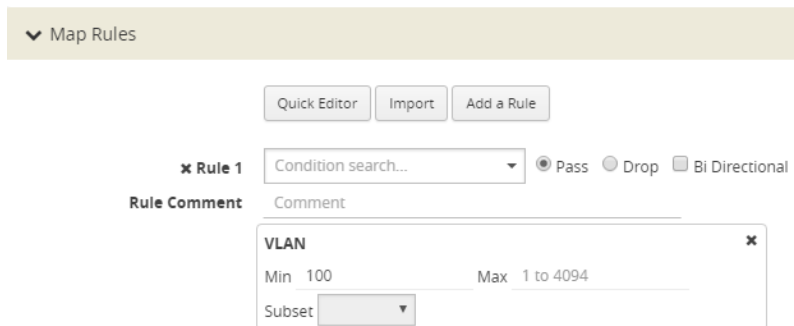 Map Rules
Quick Editor Import Add a Rule
Rule 1 Condition search... Pass Drop Bi Directional
Rule Comment Comment
VLAN
Min 100 Max 1 to 4094
Subset